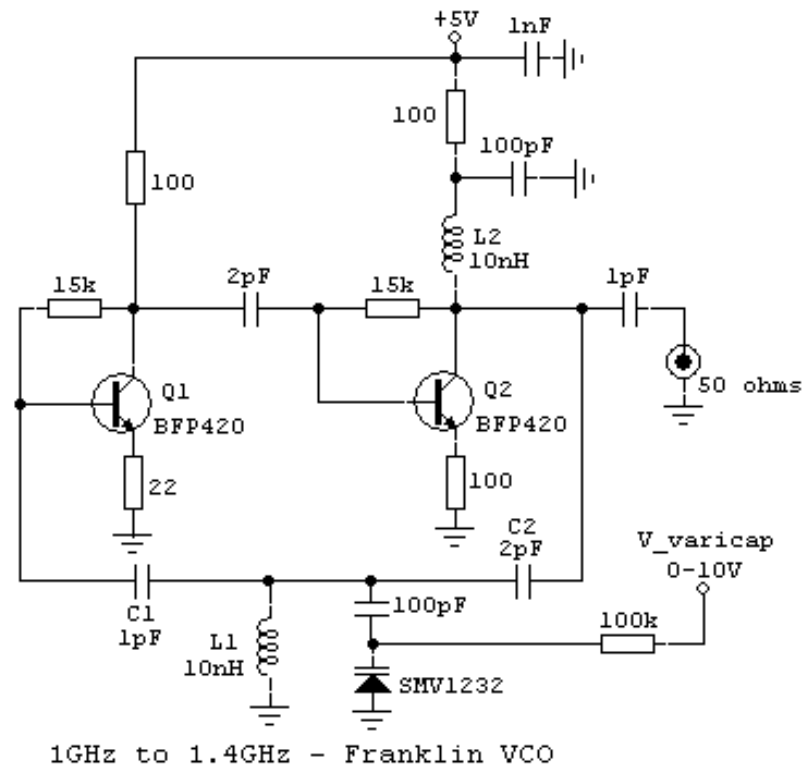 +5V
1nF
100
100pF
100
L2
10nH
15k
2pF
15k
1pF
Q1
BFP420
Q2
BFP420
50 ohms
22
100
C2
2pF
V_varicap
0-10V
C1
1pF
100pF
100k
L1
10nH
SMV1232
1GHz to 1.4GHz - Franklin VCO